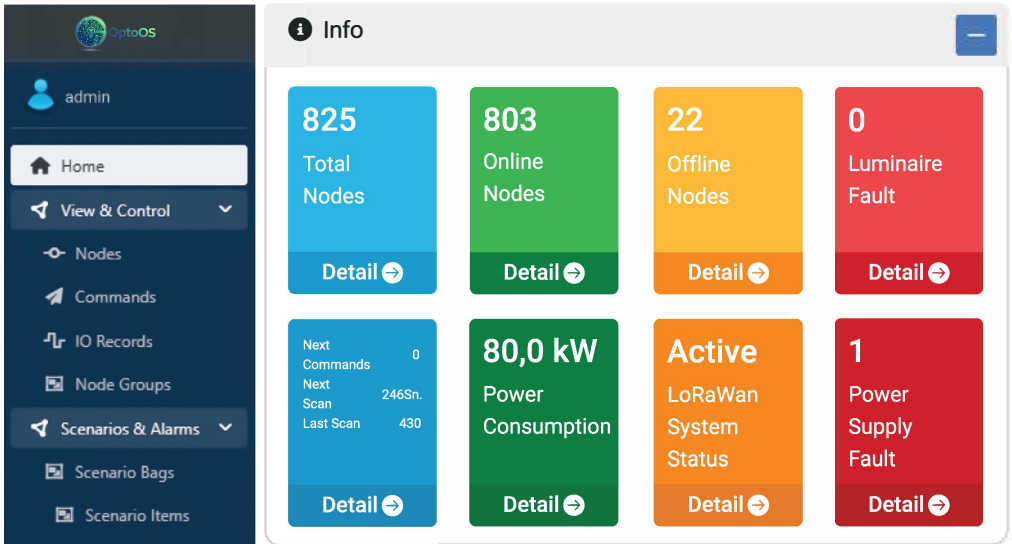 OptoOS
admin
Home
View & Control
Nodes
Commands
IO Records
Node Groups
Scenarios & Alarms
Scenario Bags
Scenario Items
Info
825
Total
Nodes
Detail
803
Online
Nodes
Detail
22
Offline
Nodes
Detail
0
Luminaire
Fault
Detail
Next
Commands 0
Next
Scan 246Sn.
Last Scan 430
Detail
80,0 kW
Power
Consumption
Detail
Active
LoRaWan
System
Status
Detail
1
Power
Supply
Fault
Detail